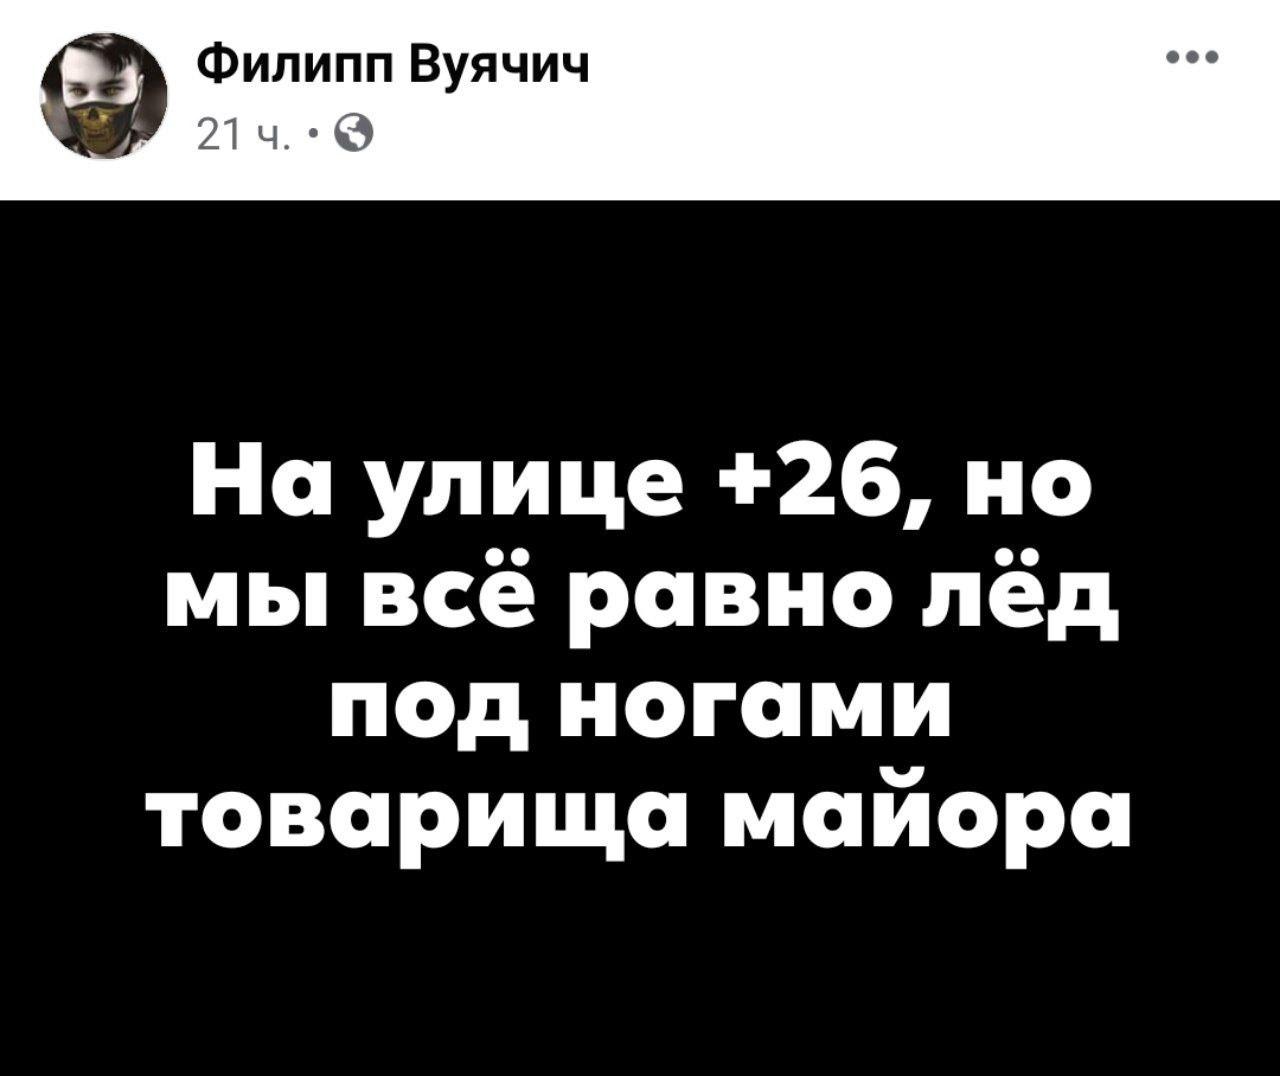 Филипп Вуячич
21 ч. •
На улице +26, но
мы всё равно лёд
под ногами
товарища майора